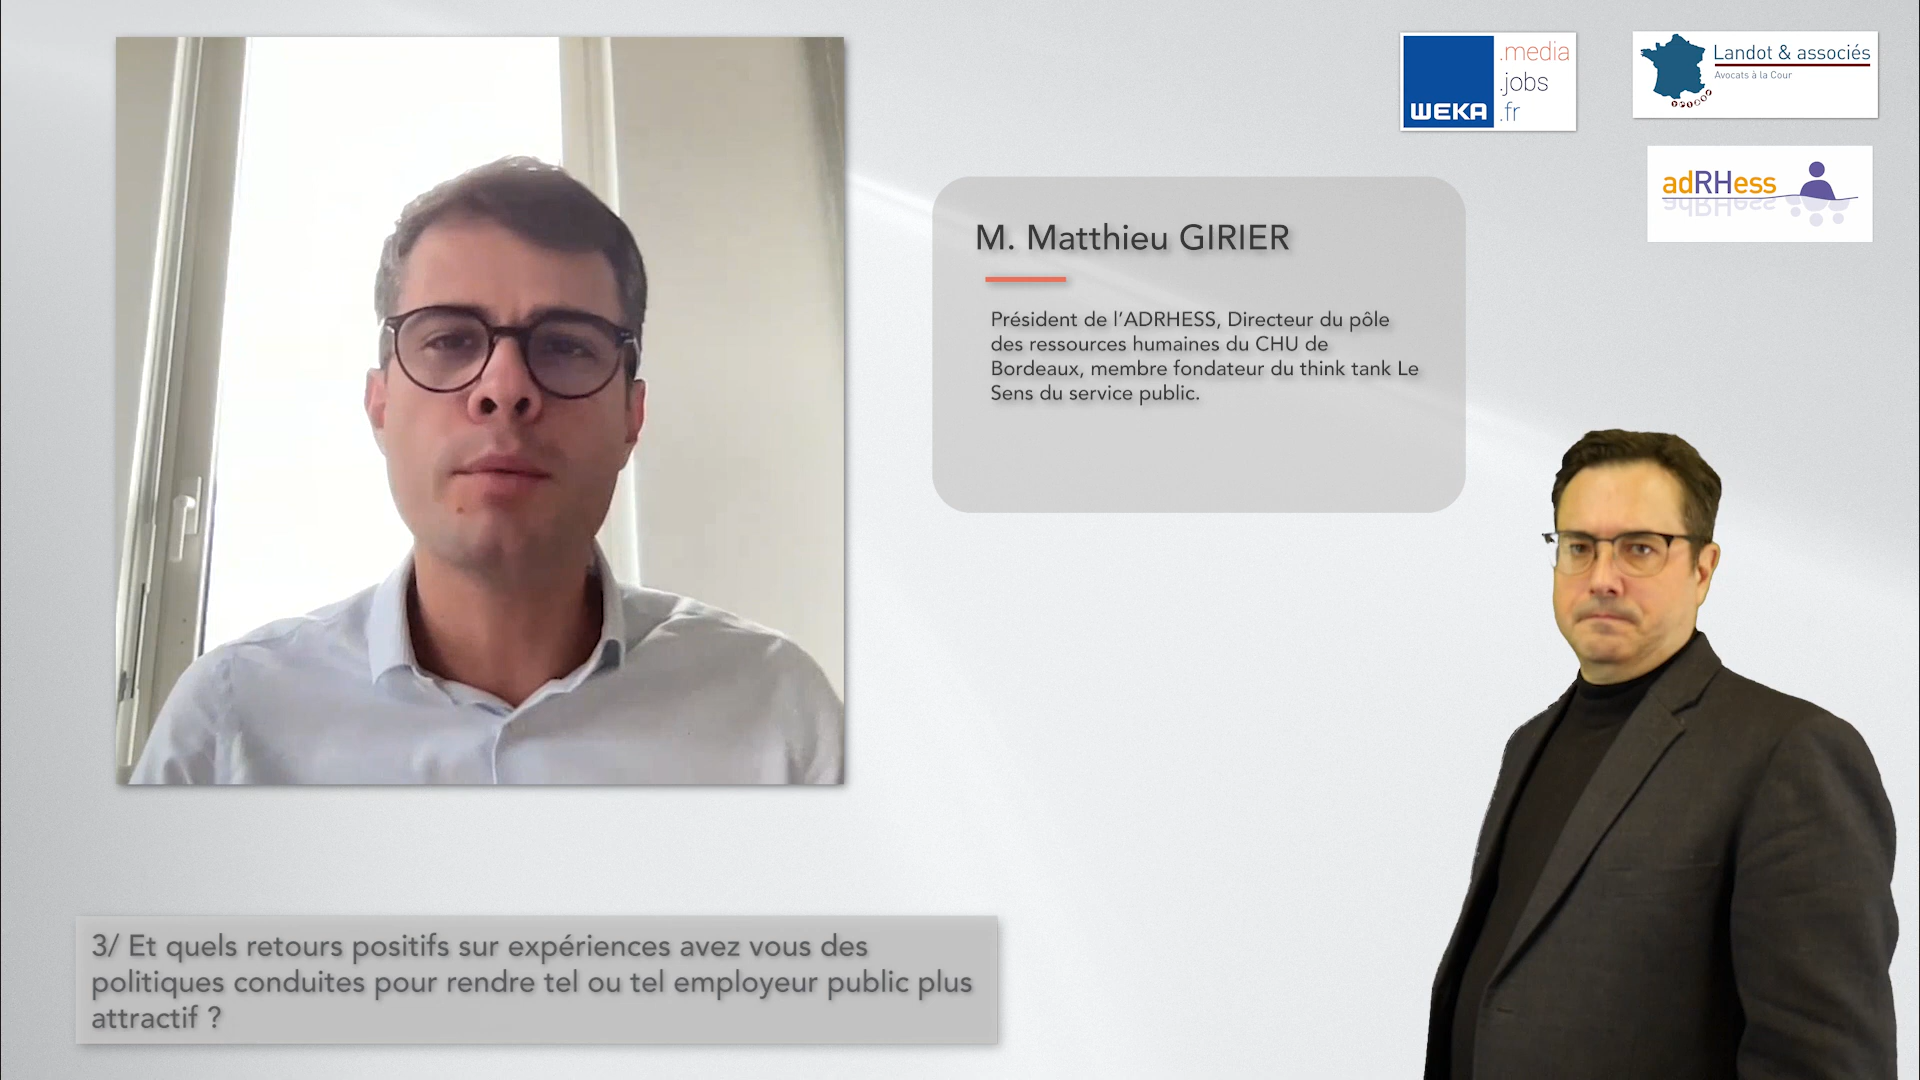 WEKA
.media
.jobs
.fr
Landot & associés
Avocats à la Cour
adRHess
M. Matthieu GIRIER
Président de l'ADRHESS, Directeur du pôle
des ressources humaines du CHU de
Bordeaux, membre fondateur du think tank Le
Sens du service public.
3/ Et quels retours positifs sur expériences avez vous des
politiques conduites pour rendre tel ou tel employeur public plus
attractif ?